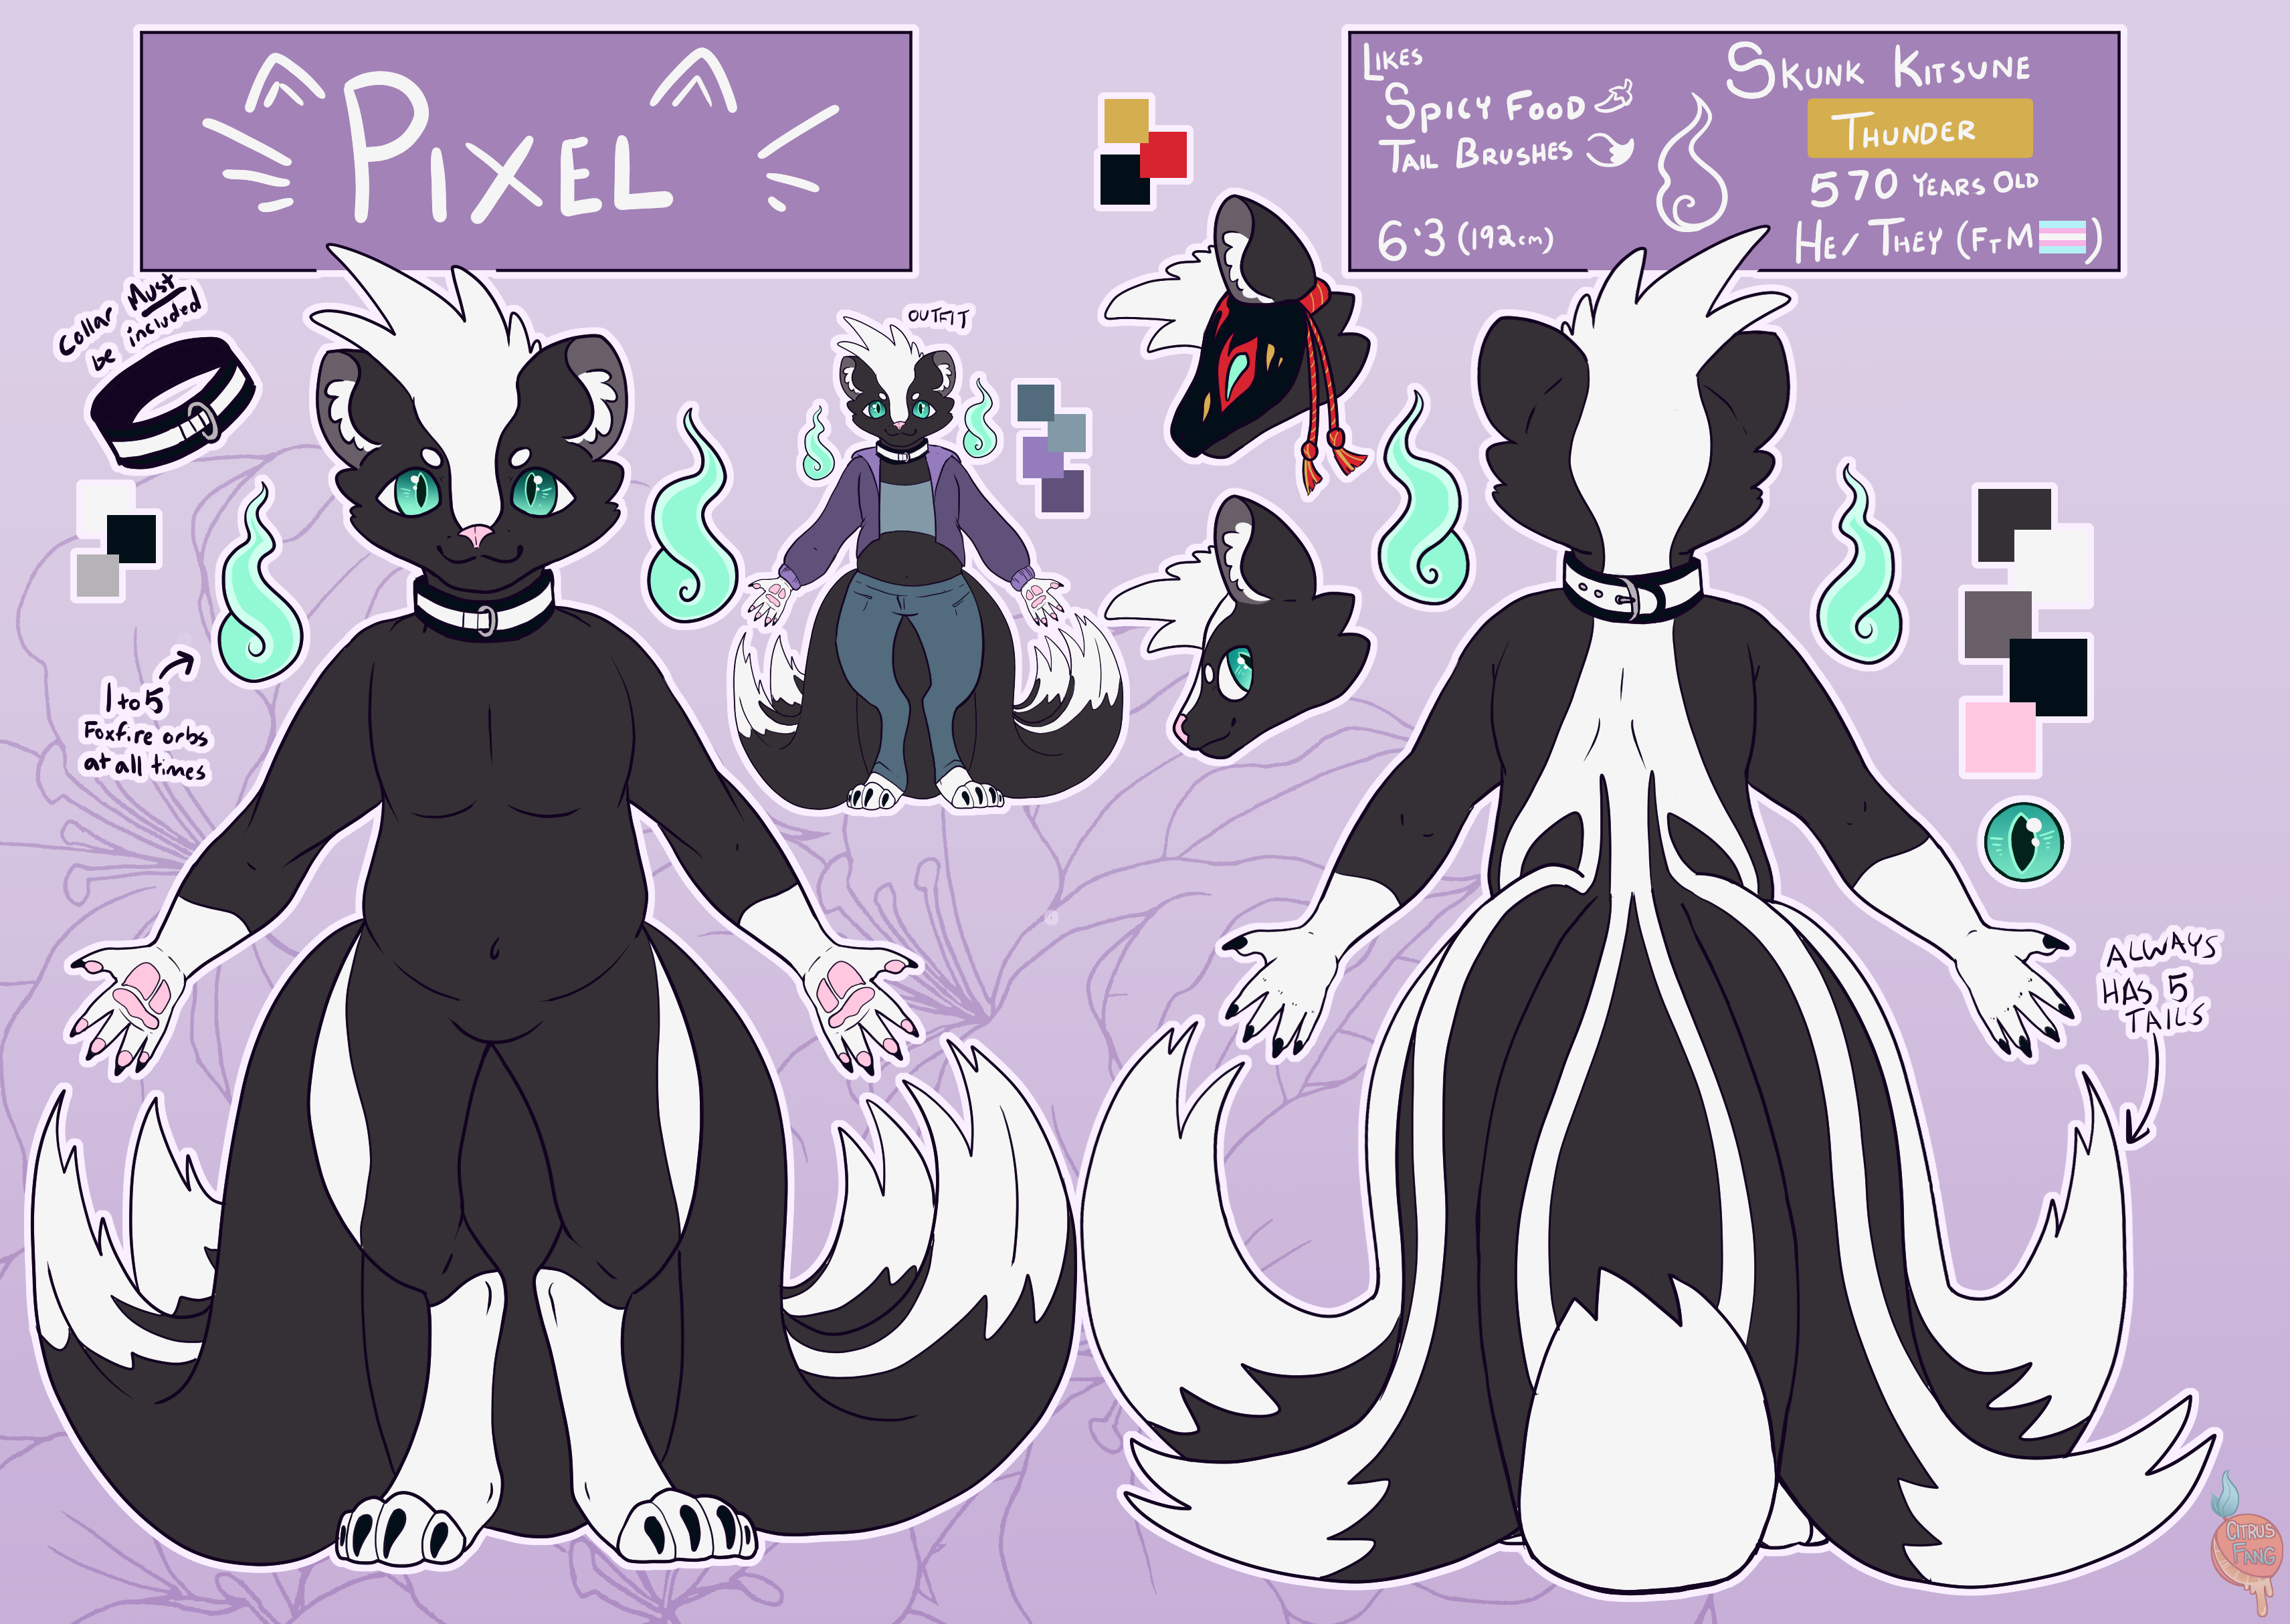 PIXEL
LIKES
SPICY FOOD
TAIL BRUSHES
6'3 (192cm)
SKUNK KITSUNE
THUNDER
570 YEARS OLD
HE/THEY (FTM)
Collar Must
be included
OUTFIT
1 to 5
Foxfire orbs
at all times
ALWAYS
HAS 5
TAILS
CITRUS
FANG